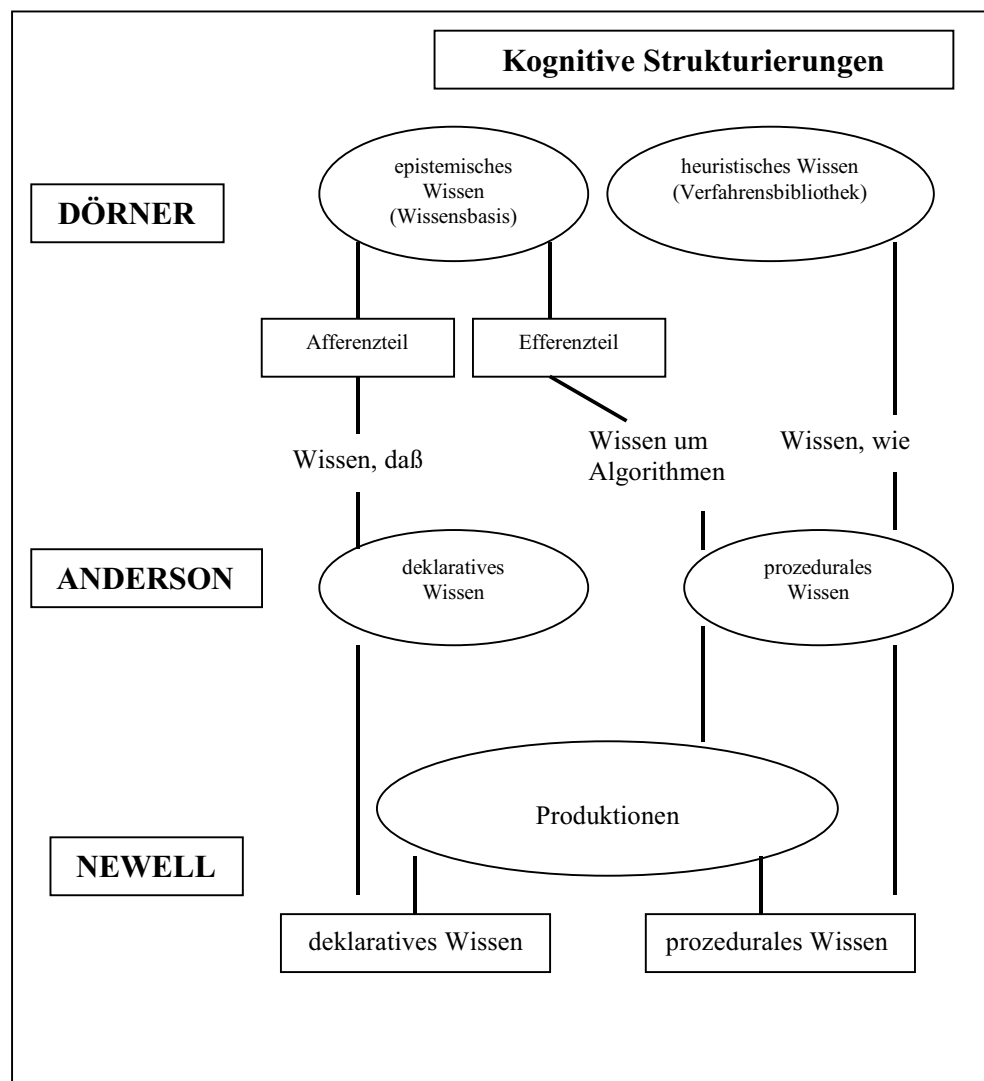 Kognitive Strukturierungen
epistemisches
Wissen
(Wissensbasis)
heuristisches Wissen
(Verfahrensbibliothek)
DÖRNER
Afferenzteil
Efferenzteil
Wissen, daß
Wissen um
Algorithmen
Wissen, wie
ANDERSON
deklaratives
Wissen
prozedurales
Wissen
Produktionen
NEWELL
deklaratives Wissen
prozedurales Wissen